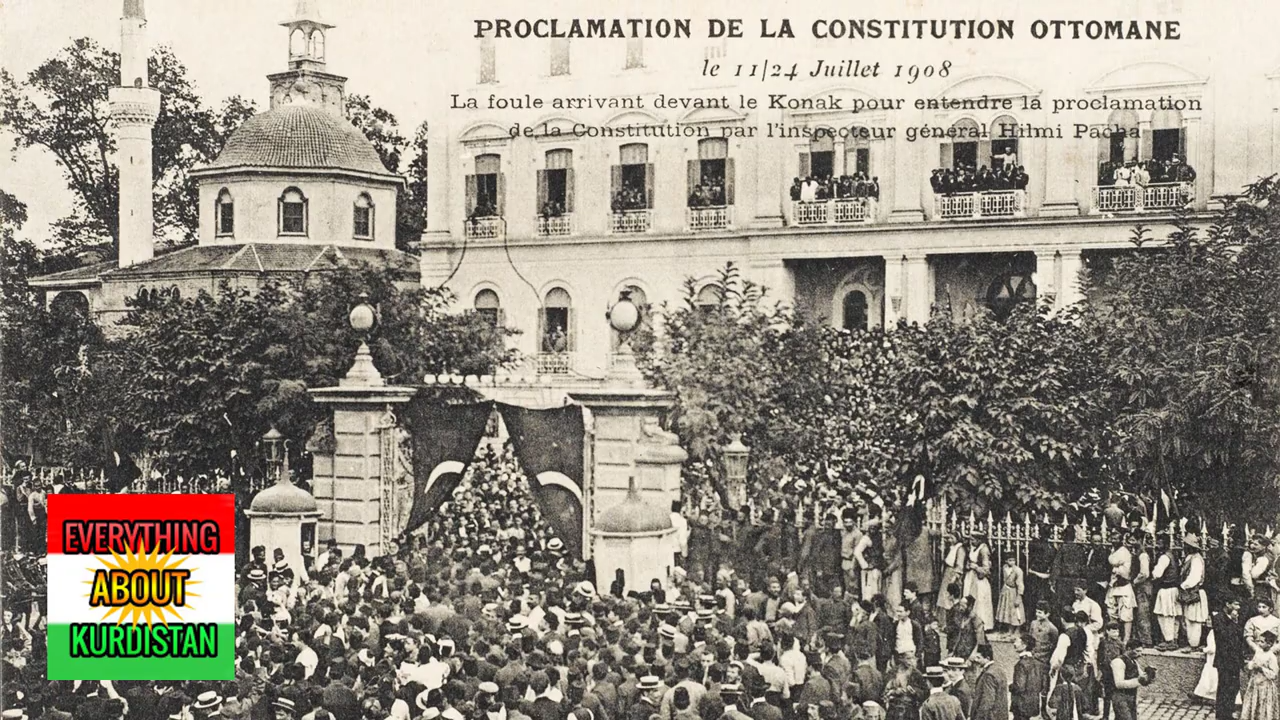 PROCLAMATION DE LA CONSTITUTION OTTOMANE
le 11/24 Juillet 1908
La foule arrivant devant le Konak pour entendre la proclamation
de la Constitution par l'inspecteur général Hilmi Pacha
EVERYTHING
ABOUT
KURDISTAN